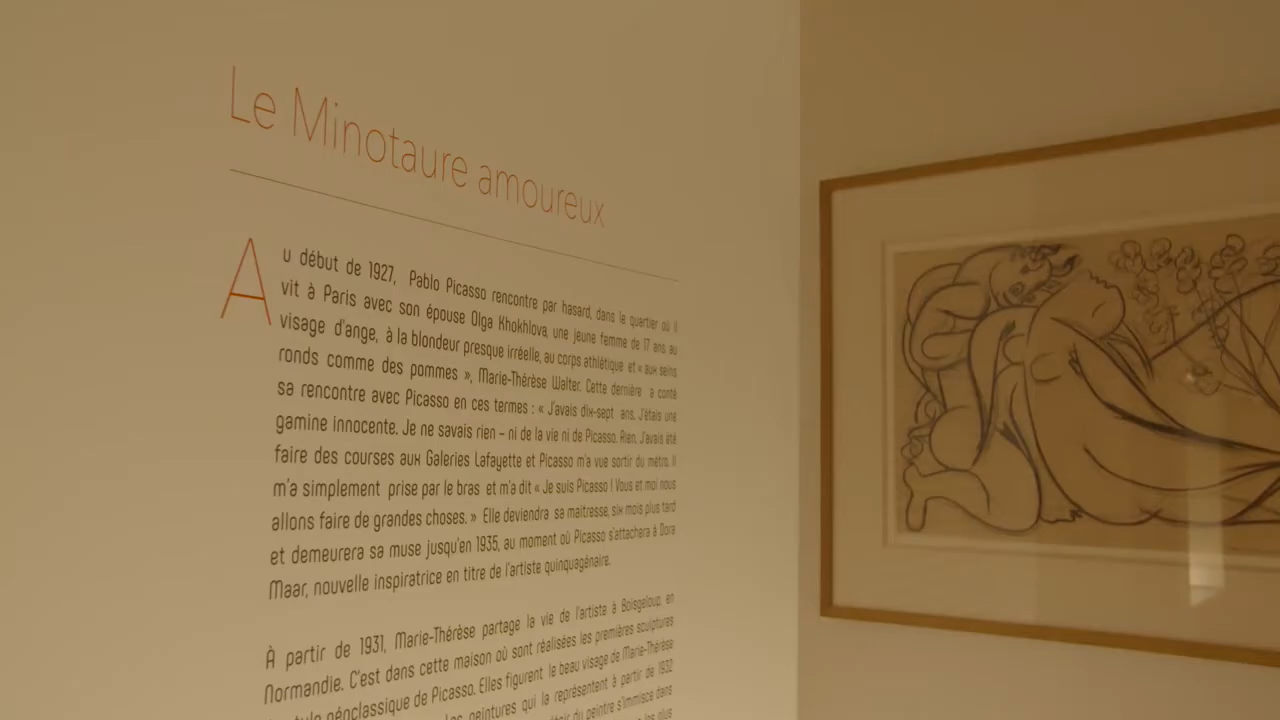 Le Minotaure amoureux
Au début de 1927, Pablo Picasso rencontre par hasard, dans le quartier où il
vit à Paris avec son épouse Olga Khokhlova, une jeune femme de 17 ans, au
visage d'ange, à la blondeur presque irréelle, au corps athlétique et « aux seins
ronds comme des pommes », Marie-Thérèse Walter. Cette dernière a conté
sa rencontre avec Picasso en ces termes : « J'avais dix-sept ans. J'étais une
gamine innocente. Je ne savais rien – ni de la vie ni de Picasso. Rien. J'avais été
faire des courses aux Galeries Lafayette et Picasso m'a vue sortir du métro. Il
m'a simplement prise par le bras et m'a dit « Je suis Picasso ! Vous et moi nous
allons faire de grandes choses. » Elle deviendra sa maitresse, six mois plus tard
et demeurera sa muse jusqu'en 1935, au moment où Picasso s'attachera à Dora
Maar, nouvelle inspiratrice en titre de l'artiste quinquagénaire.
À partir de 1931, Marie-Thérèse partage la vie de l'artiste à Boisgeloup, en
Normandie. C'est dans cette maison où sont réalisées les premières sculptures
néoclassique de Picasso. Elles figurent le beau visage de Marie-Thérèse
peintures qui la représentent à partir de 1932
du peintre s'immisce dans
les plus